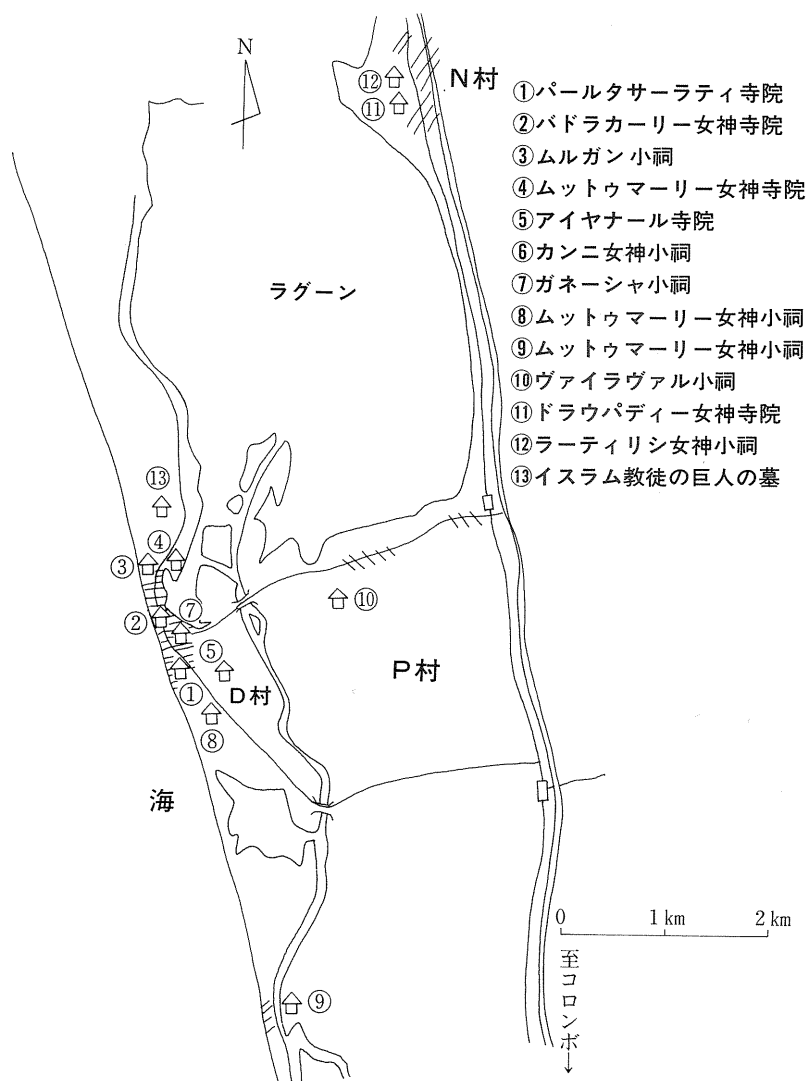 N
N村
⑫
⑪
①パールタサーラティ寺院
②バドラカーリー女神寺院
③ムルガン小祠
④ムットゥマーリー女神寺院
⑤アイヤナール寺院
⑥カンニ女神小祠
⑦ガネーシャ小祠
⑧ムットゥマーリー女神小祠
⑨ムットゥマーリー女神小祠
⑩ヴァイラヴァル小祠
⑪ドラウパディー女神寺院
⑫ラーティリシ女神小祠
⑬イスラム教徒の巨人の墓
ラグーン
⑬
④
③
⑩
⑦
②
⑤
P村
①
D村
⑧
海
0 1km 2km
至コロンボ→
⑨